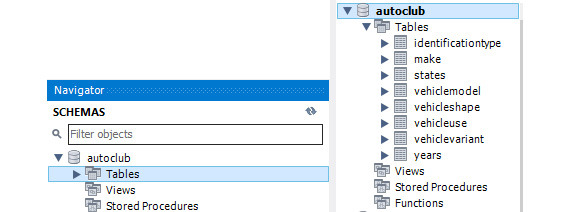 Navigator
SCHEMAS
Filter objects
autoclub
Tables
Views
Stored Procedures
autoclub
Tables
identificationtype
make
states
vehiclemodel
vehicleshape
vehicleuse
vehiclevariant
years
Views
Stored Procedures
Functions